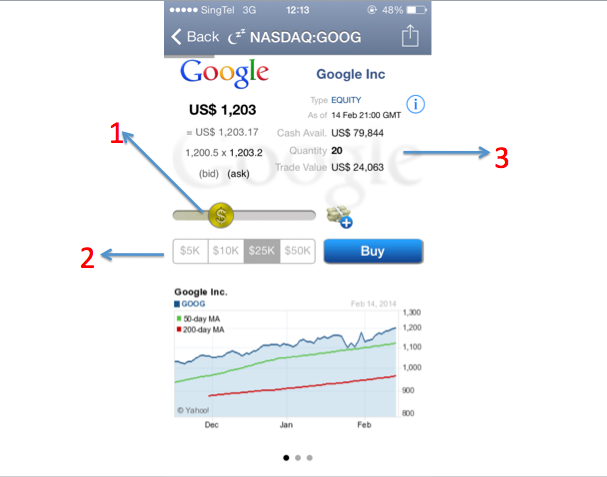 SingTel 3G 12:13 48%
Back NASDAQ:GOOG
Google
Google Inc
US$ 1,203
Type EQUITY
As of 14 Feb 21:00 GMT
= US$ 1,203.17
Cash Avail. US$ 79,844
1,200.5 x 1,203.2
Quantity 20
(bid) (ask)
Trade Value US$ 24,063
Google
1
2
3
$
$5K $10K $25K $50K
Buy
Google Inc.
GOOG Feb 14, 2014
50-day MA
200-day MA
1,300
1,200
1,100
1,000
900
800
© Yahoo!
Dec Jan Feb